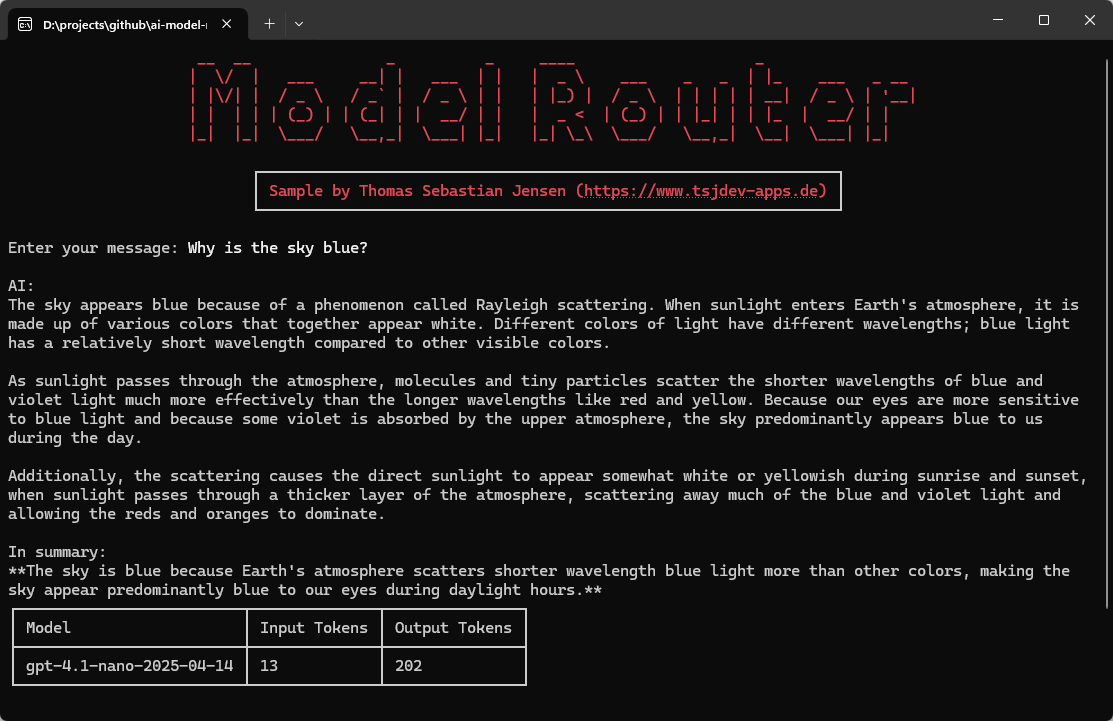 D:\projects\github\ai-model-
Model Router
Sample by Thomas Sebastian Jensen (https://www.tsjdev-apps.de)
Enter your message: Why is the sky blue?
AI:
The sky appears blue because of a phenomenon called Rayleigh scattering. When sunlight enters Earth's atmosphere, it is
made up of various colors that together appear white. Different colors of light have different wavelengths; blue light
has a relatively short wavelength compared to other visible colors.
As sunlight passes through the atmosphere, molecules and tiny particles scatter the shorter wavelengths of blue and
violet light much more effectively than the longer wavelengths like red and yellow. Because our eyes are more sensitive
to blue light and because some violet is absorbed by the upper atmosphere, the sky predominantly appears blue to us
during the day.
Additionally, the scattering causes the direct sunlight to appear somewhat white or yellowish during sunrise and sunset,
when sunlight passes through a thicker layer of the atmosphere, scattering away much of the blue and violet light and
allowing the reds and oranges to dominate.
In summary:
**The sky is blue because Earth's atmosphere scatters shorter wavelength blue light more than other colors, making the
sky appear predominantly blue to our eyes during daylight hours.**
Model Input Tokens Output Tokens
gpt-4.1-nano-2025-04-14 13 202